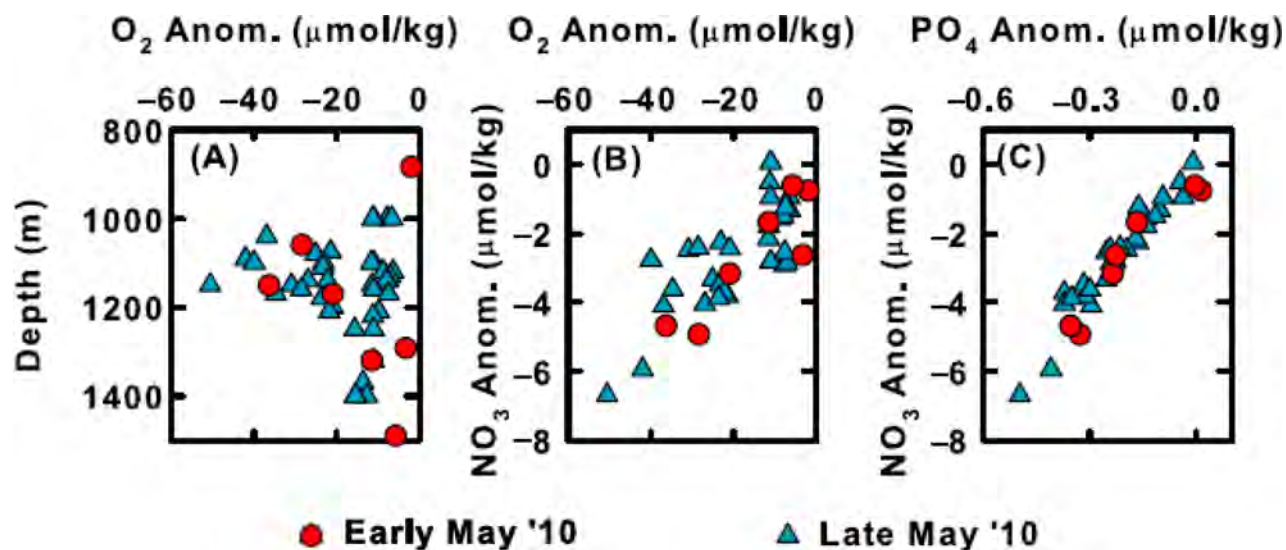 O2 Anom. (μmol/kg) O2 Anom. (μmol/kg) PO4 Anom. (μmol/kg)
−60 −40 −20 0 −60 −40 −20 0 −0.6 −0.3 0.0
Depth (m)
800
1000
1200
1400
(A)
NO3 Anom. (μmol/kg)
0
−2
−4
−6
−8
(B)
NO3 Anom. (μmol/kg)
0
−2
−4
−6
−8
(C)
Early May '10 Late May '10